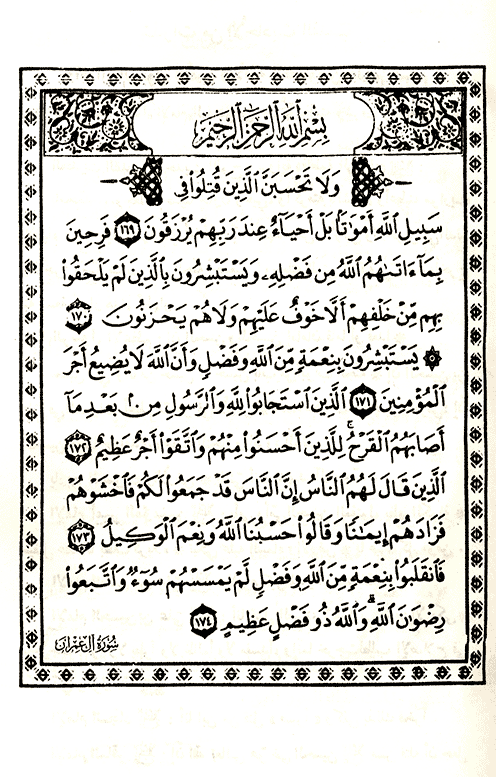 بِسْمِ ٱللَّهِ ٱلرَّحْمَٰنِ ٱلرَّحِيمِ
وَلَا تَحْسَبَنَّ ٱلَّذِينَ قُتِلُوا۟ فِي
سَبِيلِ ٱللَّهِ أَمْوَٰتًۢا بَلْ أَحْيَآءٌ عِندَ رَبِّهِمْ يُرْزَقُونَ ١٦٩ فَرِحِينَ
بِمَآ ءَاتَىٰهُمُ ٱللَّهُ مِن فَضْلِهِۦ وَيَسْتَبْشِرُونَ بِٱلَّذِينَ لَمْ يَلْحَقُوا۟
بِهِم مِّنْ خَلْفِهِمْ أَلَّا خَوْفٌ عَلَيْهِمْ وَلَا هُمْ يَحْزَنُونَ ١٧٠
۞ يَسْتَبْشِرُونَ بِنِعْمَةٍ مِّنَ ٱللَّهِ وَفَضْلٍ وَأَنَّ ٱللَّهَ لَا يُضِيعُ أَجْرَ
ٱلْمُؤْمِنِينَ ١٧١ ٱلَّذِينَ ٱسْتَجَابُوا۟ لِلَّهِ وَٱلرَّسُولِ مِنۢ بَعْدِ مَآ
أَصَابَهُمُ ٱلْقَرْحُ ۚ لِلَّذِينَ أَحْسَنُوا۟ مِنْهُمْ وَٱتَّقَوْا۟ أَجْرٌ عَظِيمٌ ١٧٢
ٱلَّذِينَ قَالَ لَهُمُ ٱلنَّاسُ إِنَّ ٱلنَّاسَ قَدْ جَمَعُوا۟ لَكُمْ فَٱخْشَوْهُمْ
فَزَادَهُمْ إِيمَٰنًا وَقَالُوا۟ حَسْبُنَا ٱللَّهُ وَنِعْمَ ٱلْوَكِيلُ ١٧٣
فَٱنقَلَبُوا۟ بِنِعْمَةٍ مِّنَ ٱللَّهِ وَفَضْلٍ لَّمْ يَمْسَسْهُمْ سُوٓءٌ وَٱتَّبَعُوا۟
رِضْوَٰنَ ٱللَّهِ ۗ وَٱللَّهُ ذُو فَضْلٍ عَظِيمٍ ١٧٤
سُورَةُ آلِ عِمْرَان